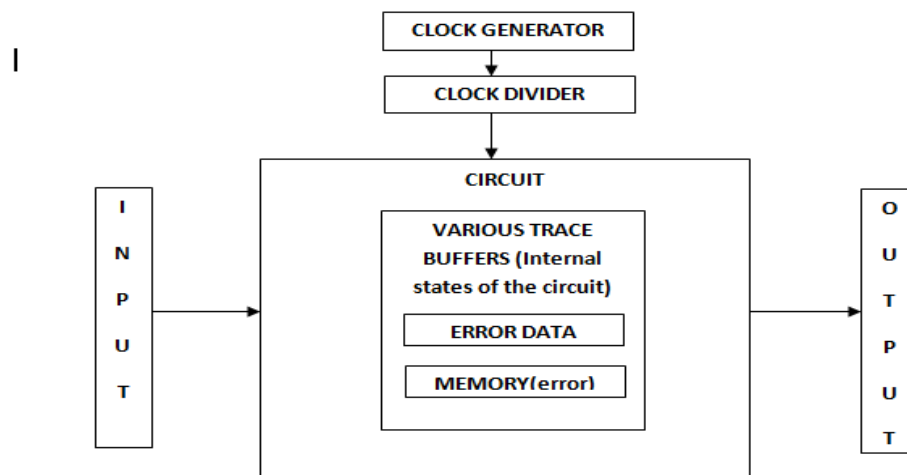 CLOCK GENERATOR
I
CLOCK DIVIDER
CIRCUIT
I
N
P
U
T
VARIOUS TRACE
BUFFERS (Internal
states of the circuit)
ERROR DATA
MEMORY(error)
O
U
T
P
U
T